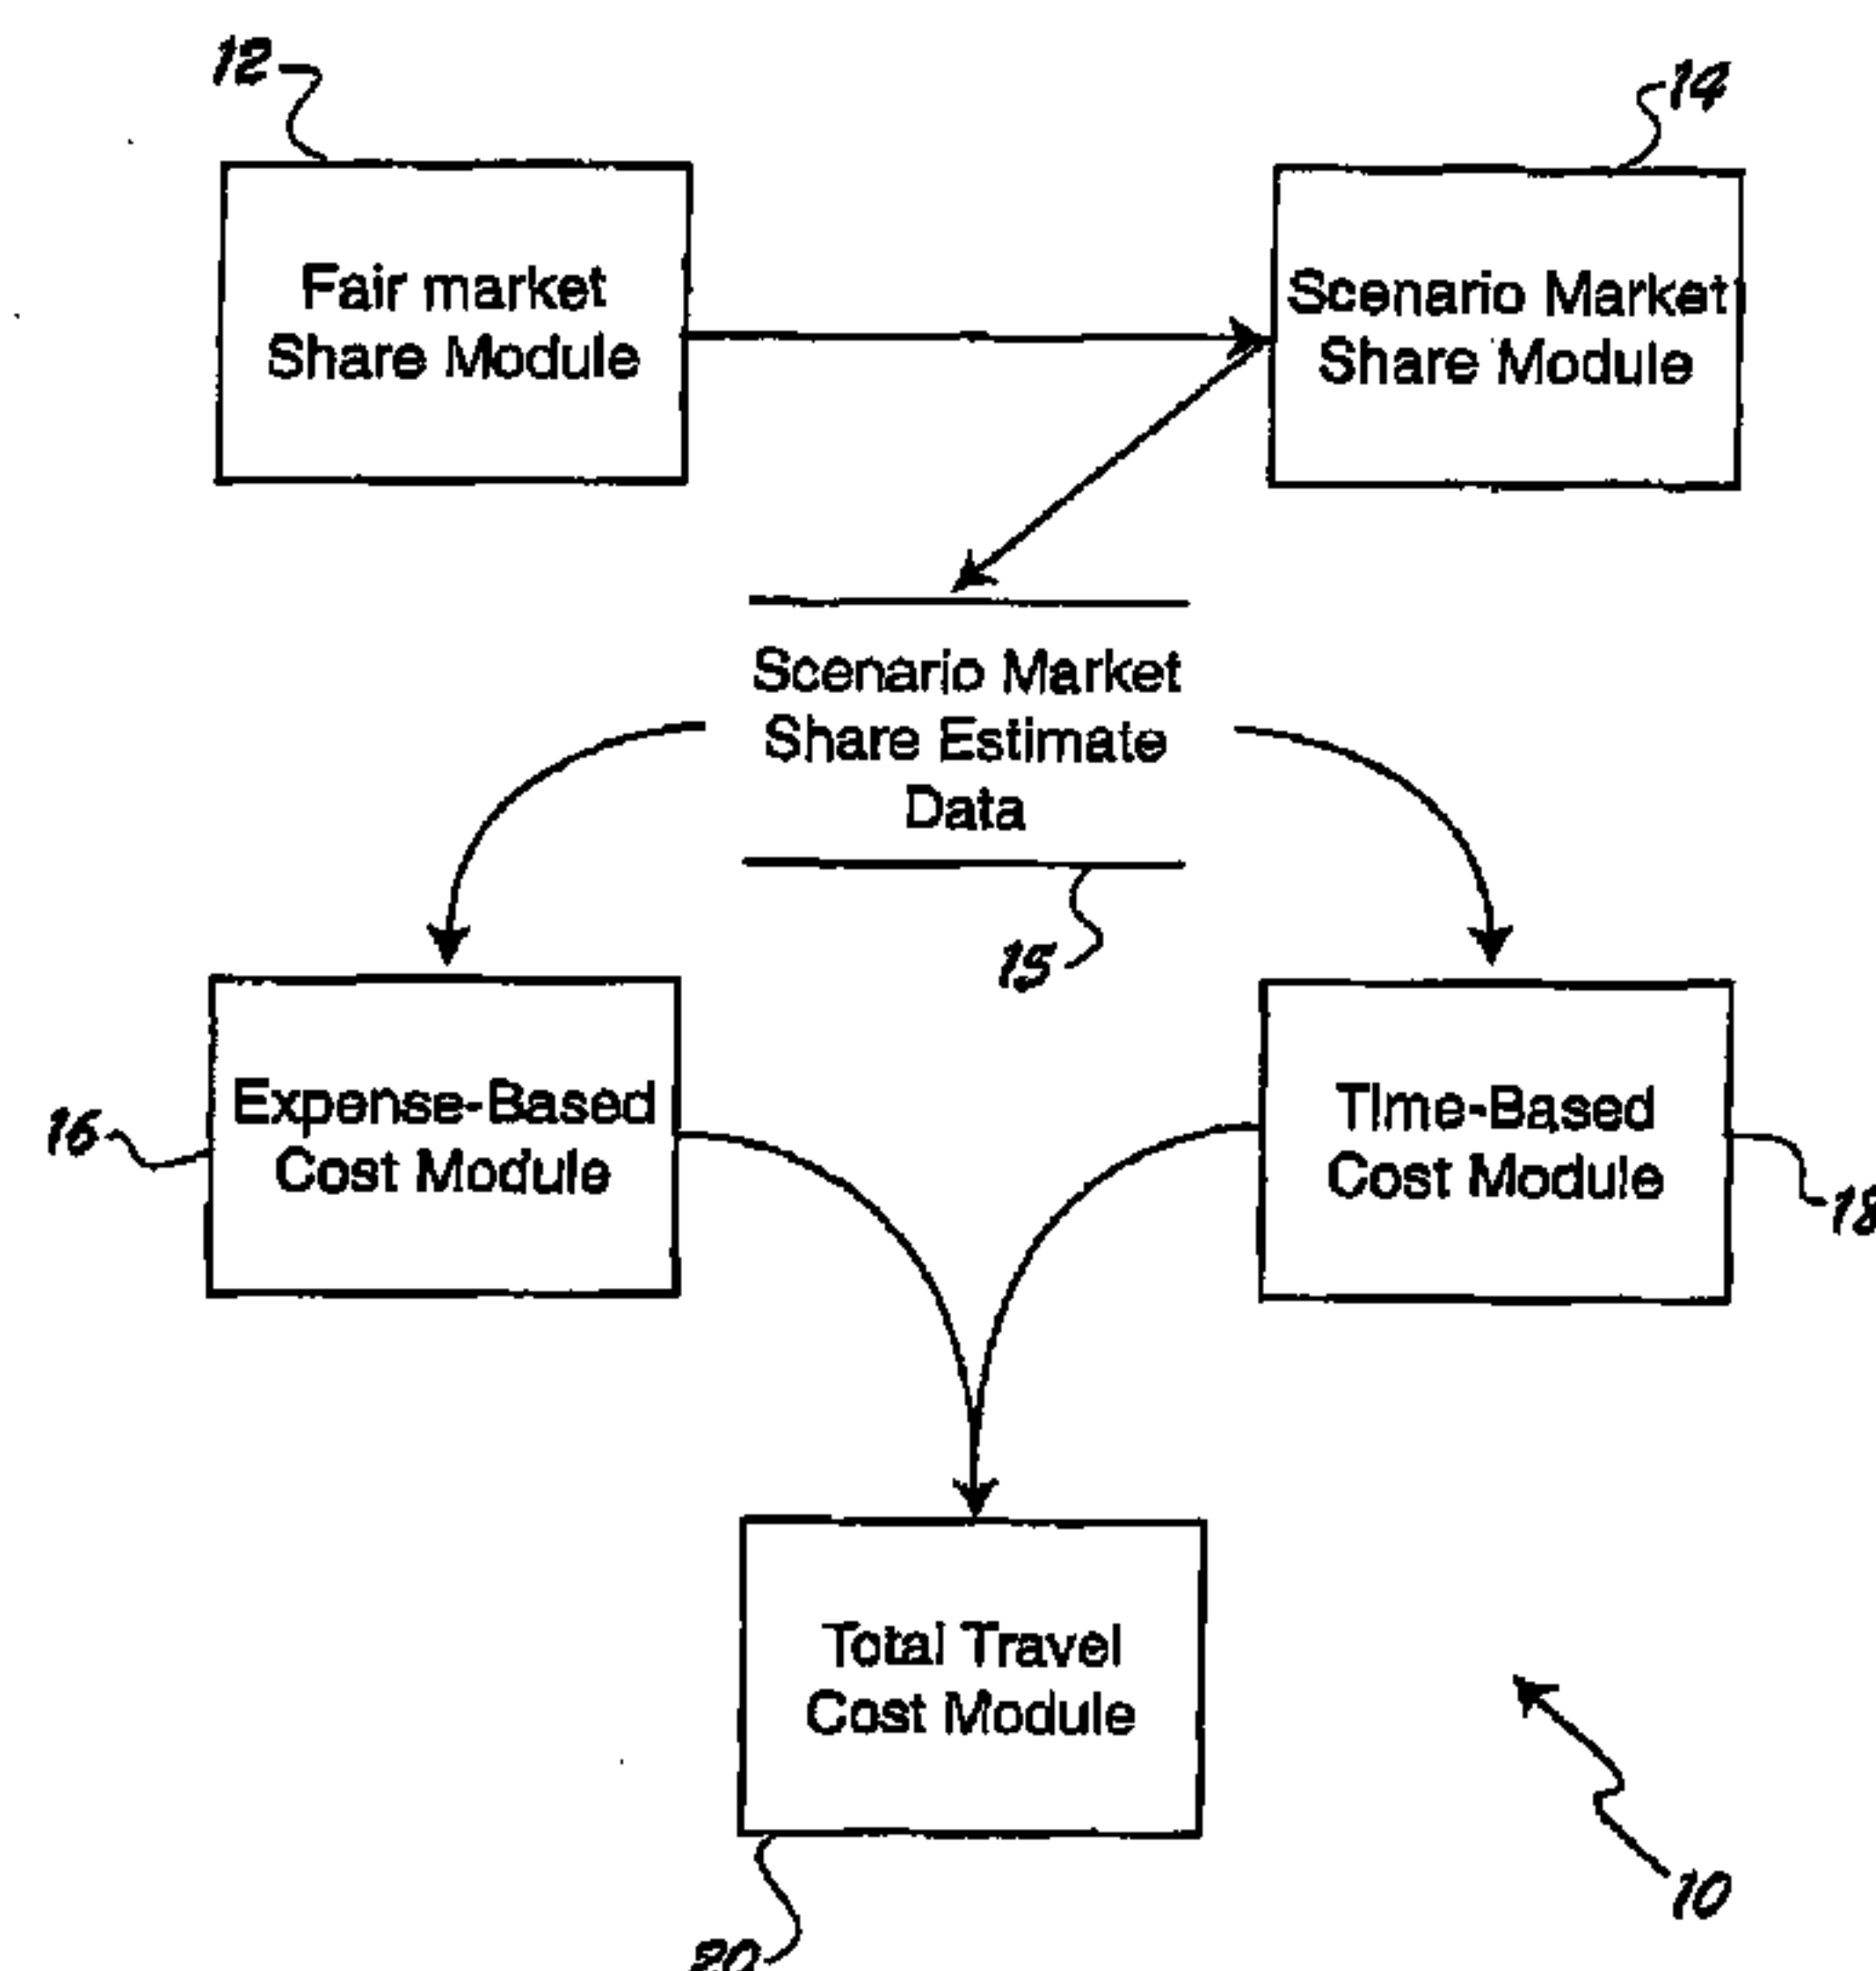 12
14
Fair market
Share Module
Scenario Market
Share Module
Scenario Market
Share Estimate
Data
15
16
Expense-Based
Cost Module
Time-Based
Cost Module
18
Total Travel
Cost Module
10
20